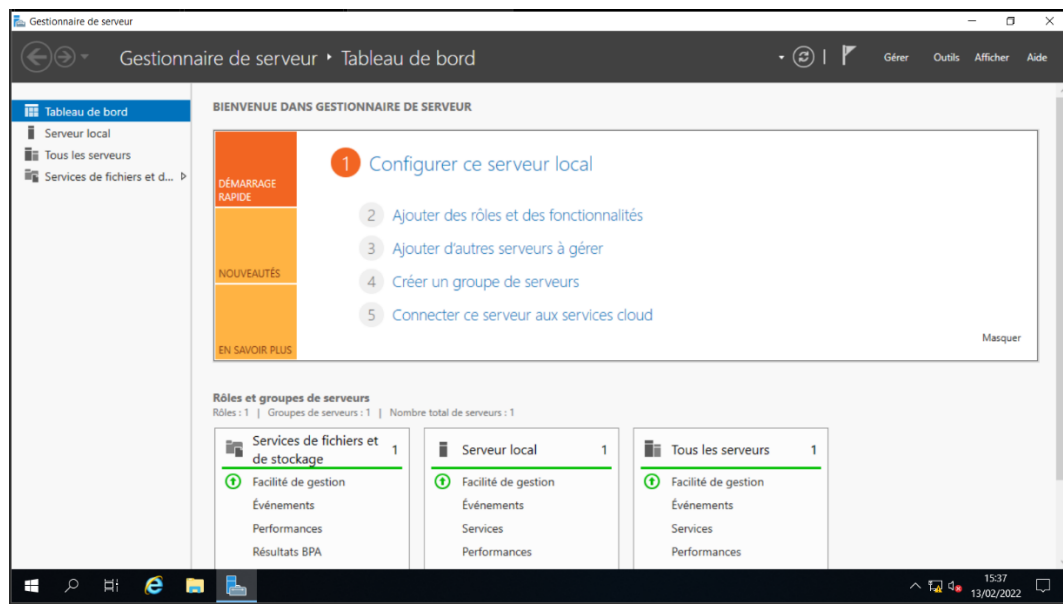 Gestionnaire de serveur
Gestionnaire de serveur ‣ Tableau de bord
Gérer Outils Afficher Aide
Tableau de bord
Serveur local
Tous les serveurs
Services de fichiers et d...
BIENVENUE DANS GESTIONNAIRE DE SERVEUR
DÉMARRAGE
RAPIDE
NOUVEAUTÉS
EN SAVOIR PLUS
1 Configurer ce serveur local
2 Ajouter des rôles et des fonctionnalités
3 Ajouter d'autres serveurs à gérer
4 Créer un groupe de serveurs
5 Connecter ce serveur aux services cloud
Masquer
Rôles et groupes de serveurs
Rôles : 1 | Groupes de serveurs : 1 | Nombre total de serveurs : 1
Services de fichiers et
de stockage
1
Facilité de gestion
Événements
Performances
Résultats BPA
Serveur local 1
Facilité de gestion
Événements
Services
Performances
Tous les serveurs 1
Facilité de gestion
Événements
Services
Performances
15:37
13/02/2022